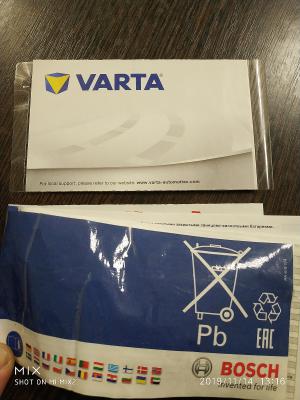 VARTA
For local support, please refer to our website: www.varta-automotive.com
Pb
EAC
BOSCH
Invented for life
MIX
SHOT ON MI MIX2
2019/11/14 13:16